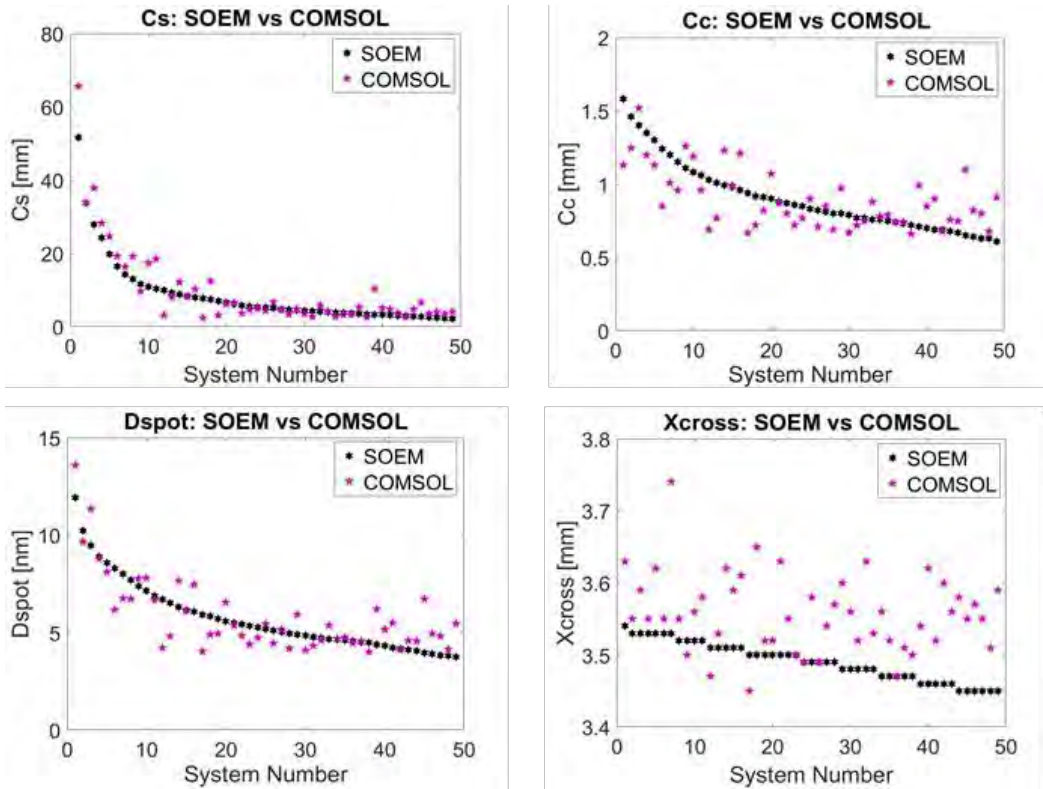 Cs: SOEM vs COMSOL
80
60
40
20
0
Cs [mm]
SOEM
COMSOL
0 10 20 30 40 50
System Number
Cc: SOEM vs COMSOL
2
1.5
1
0.5
0
Cc [mm]
SOEM
COMSOL
0 10 20 30 40 50
System Number
Dspot: SOEM vs COMSOL
15
10
5
0
Dspot [nm]
SOEM
COMSOL
0 10 20 30 40 50
System Number
Xcross: SOEM vs COMSOL
3.8
3.7
3.6
3.5
3.4
Xcross [mm]
SOEM
COMSOL
0 10 20 30 40 50
System Number